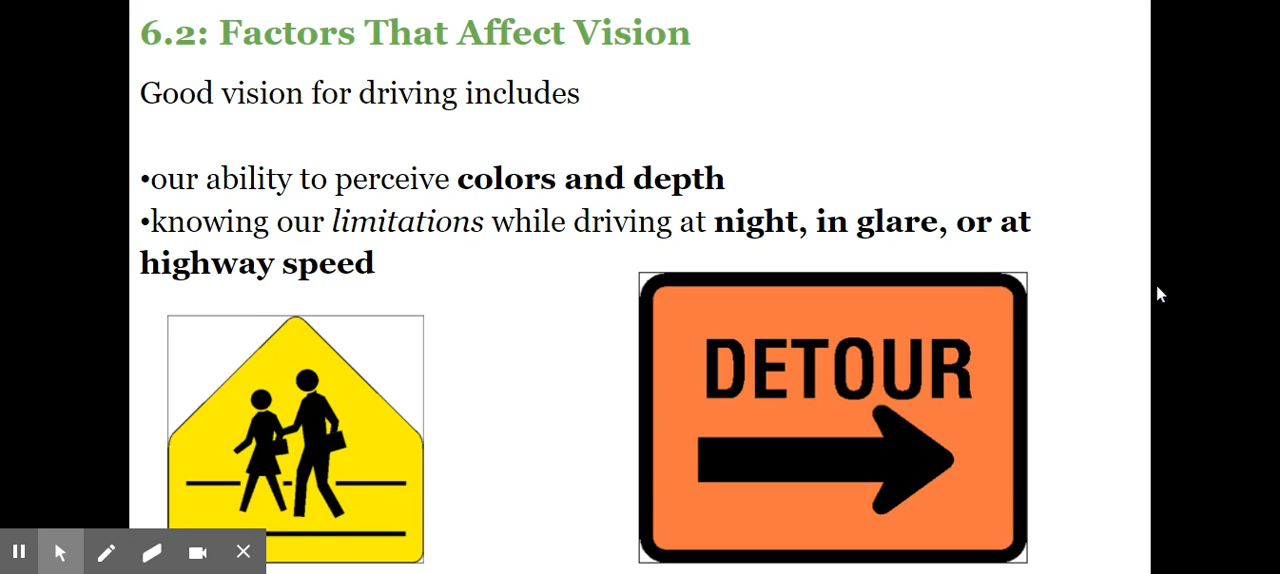 6.2: Factors That Affect Vision
Good vision for driving includes
•our ability to perceive colors and depth
•knowing our limitations while driving at night, in glare, or at
highway speed
DETOUR